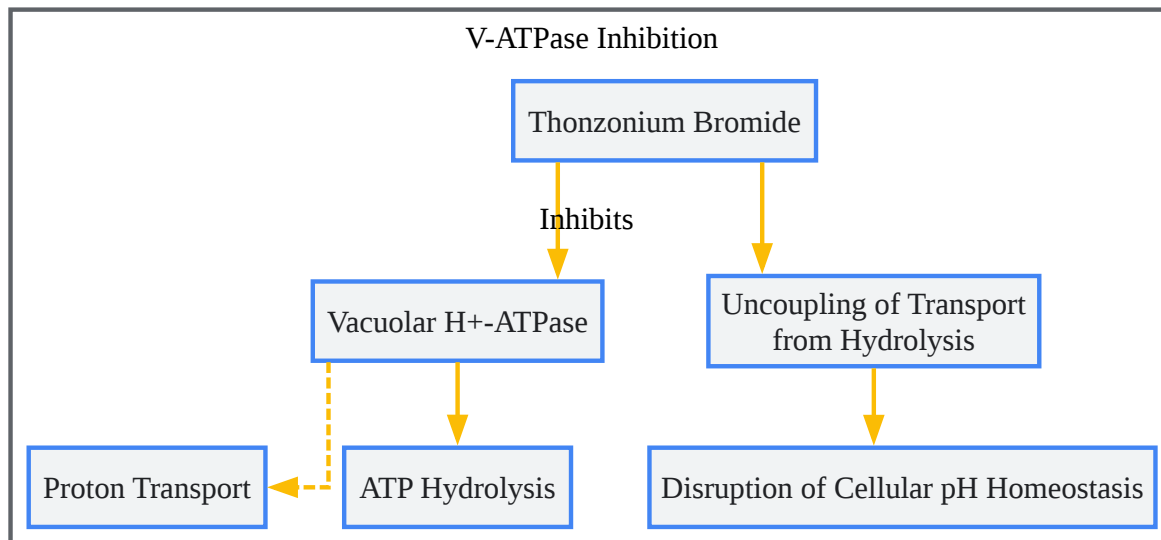 V-ATPase Inhibition
Thonzonium Bromide
Inhibits
Vacuolar H+-ATPase
Uncoupling of Transport
from Hydrolysis
Proton Transport
ATP Hydrolysis
Disruption of Cellular pH Homeostasis